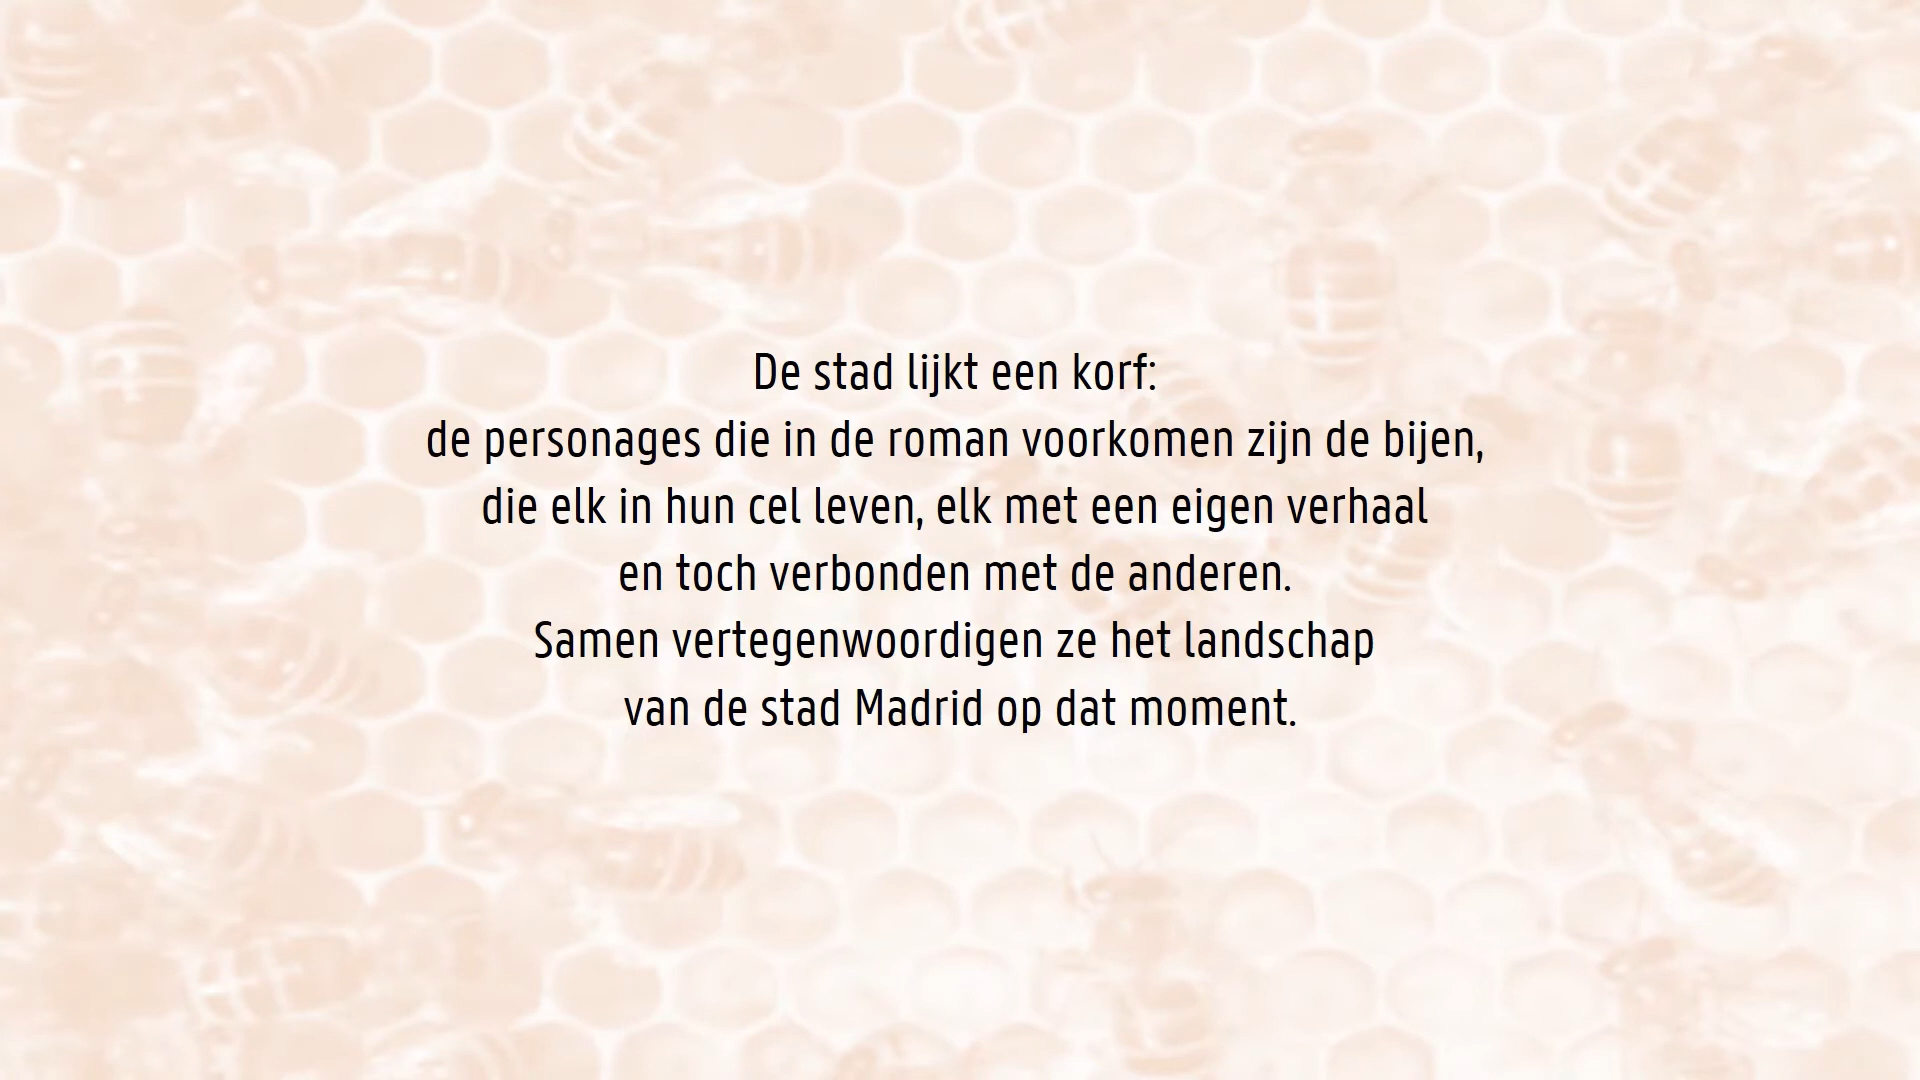 De stad lijkt een korf:
de personages die in de roman voorkomen zijn de bijen,
die elk in hun cel leven, elk met een eigen verhaal
en toch verbonden met de anderen.
Samen vertegenwoordigen ze het landschap
van de stad Madrid op dat moment.